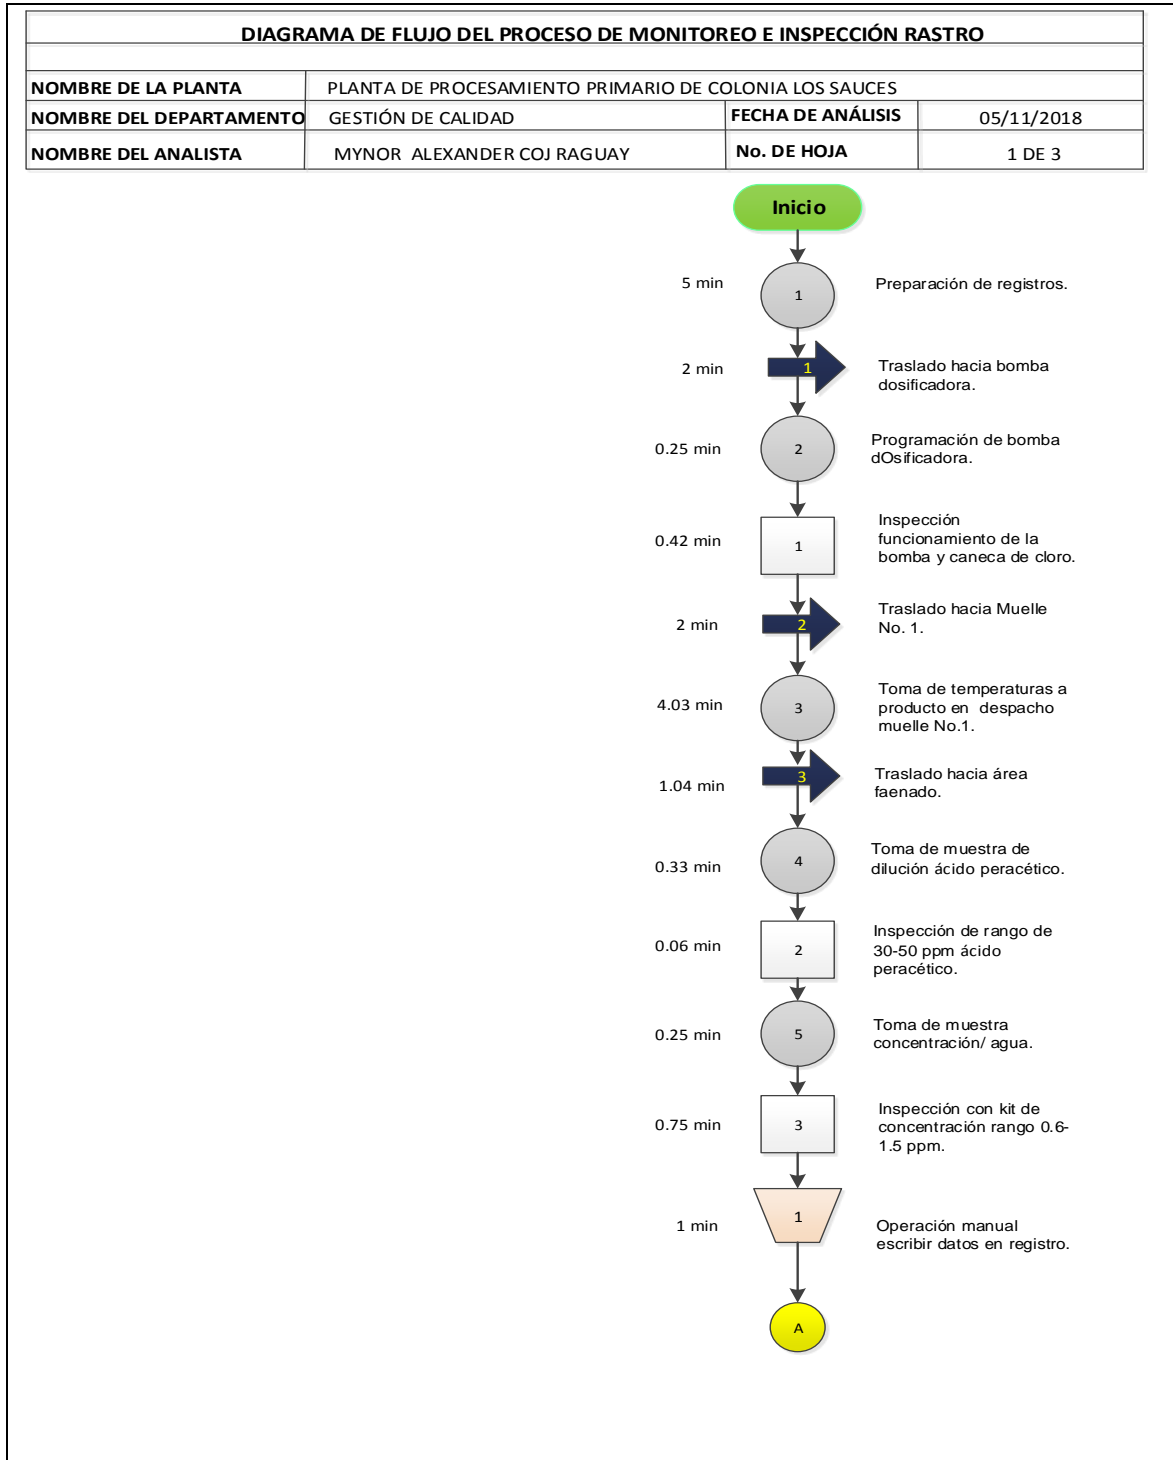 DIAGRAMA DE FLUJO DEL PROCESO DE MONITOREO E INSPECCIÓN RASTRO
NOMBRE DE LA PLANTA PLANTA DE PROCESAMIENTO PRIMARIO DE COLONIA LOS SAUCES
NOMBRE DEL DEPARTAMENTO GESTIÓN DE CALIDAD FECHA DE ANÁLISIS 05/11/2018
NOMBRE DEL ANALISTA MYNOR ALEXANDER COJ RAGUAY No. DE HOJA 1 DE 3
Inicio
5 min 1 Preparación de registros.
2 min 1 Traslado hacia bomba
dosificadora.
0.25 min 2 Programación de bomba
dOsificadora.
Inspección
0.42 min 1 funcionamiento de la
bomba y caneca de cloro.
2 min 2 Traslado hacia Muelle
No. 1.
4.03 min 3 Toma de temperaturas a
producto en despacho
muelle No.1.
1.04 min 3 Traslado hacia área
faenado.
0.33 min 4 Toma de muestra de
dilución ácido peracético.
0.06 min 2 Inspección de rango de
30-50 ppm ácido
peracético.
0.25 min 5 Toma de muestra
concentración/ agua.
0.75 min 3 Inspección con kit de
concentración rango 0.6-
1.5 ppm.
1 min 1 Operación manual
escribir datos en registro.
A